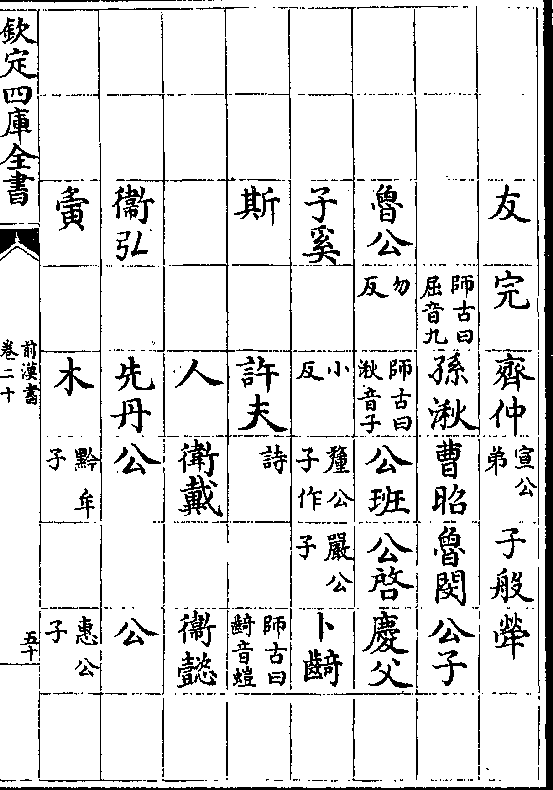 友 完 齊仲 宣公弟 子般 犖
師古曰屈音九 孫湫 曹昭 魯閔 公子
魯公 勿反 師古曰湫音子 公班 公啓 慶父
子奚 小反 釐公子作 嚴公子 卜齮
斯 許夫 詩 師古曰齮音螘
人 衛戴 衛懿
衛弘 先丹 公 公
木 黔牟子 惠公子
欽定四庫全書 前漢書卷二十 五十